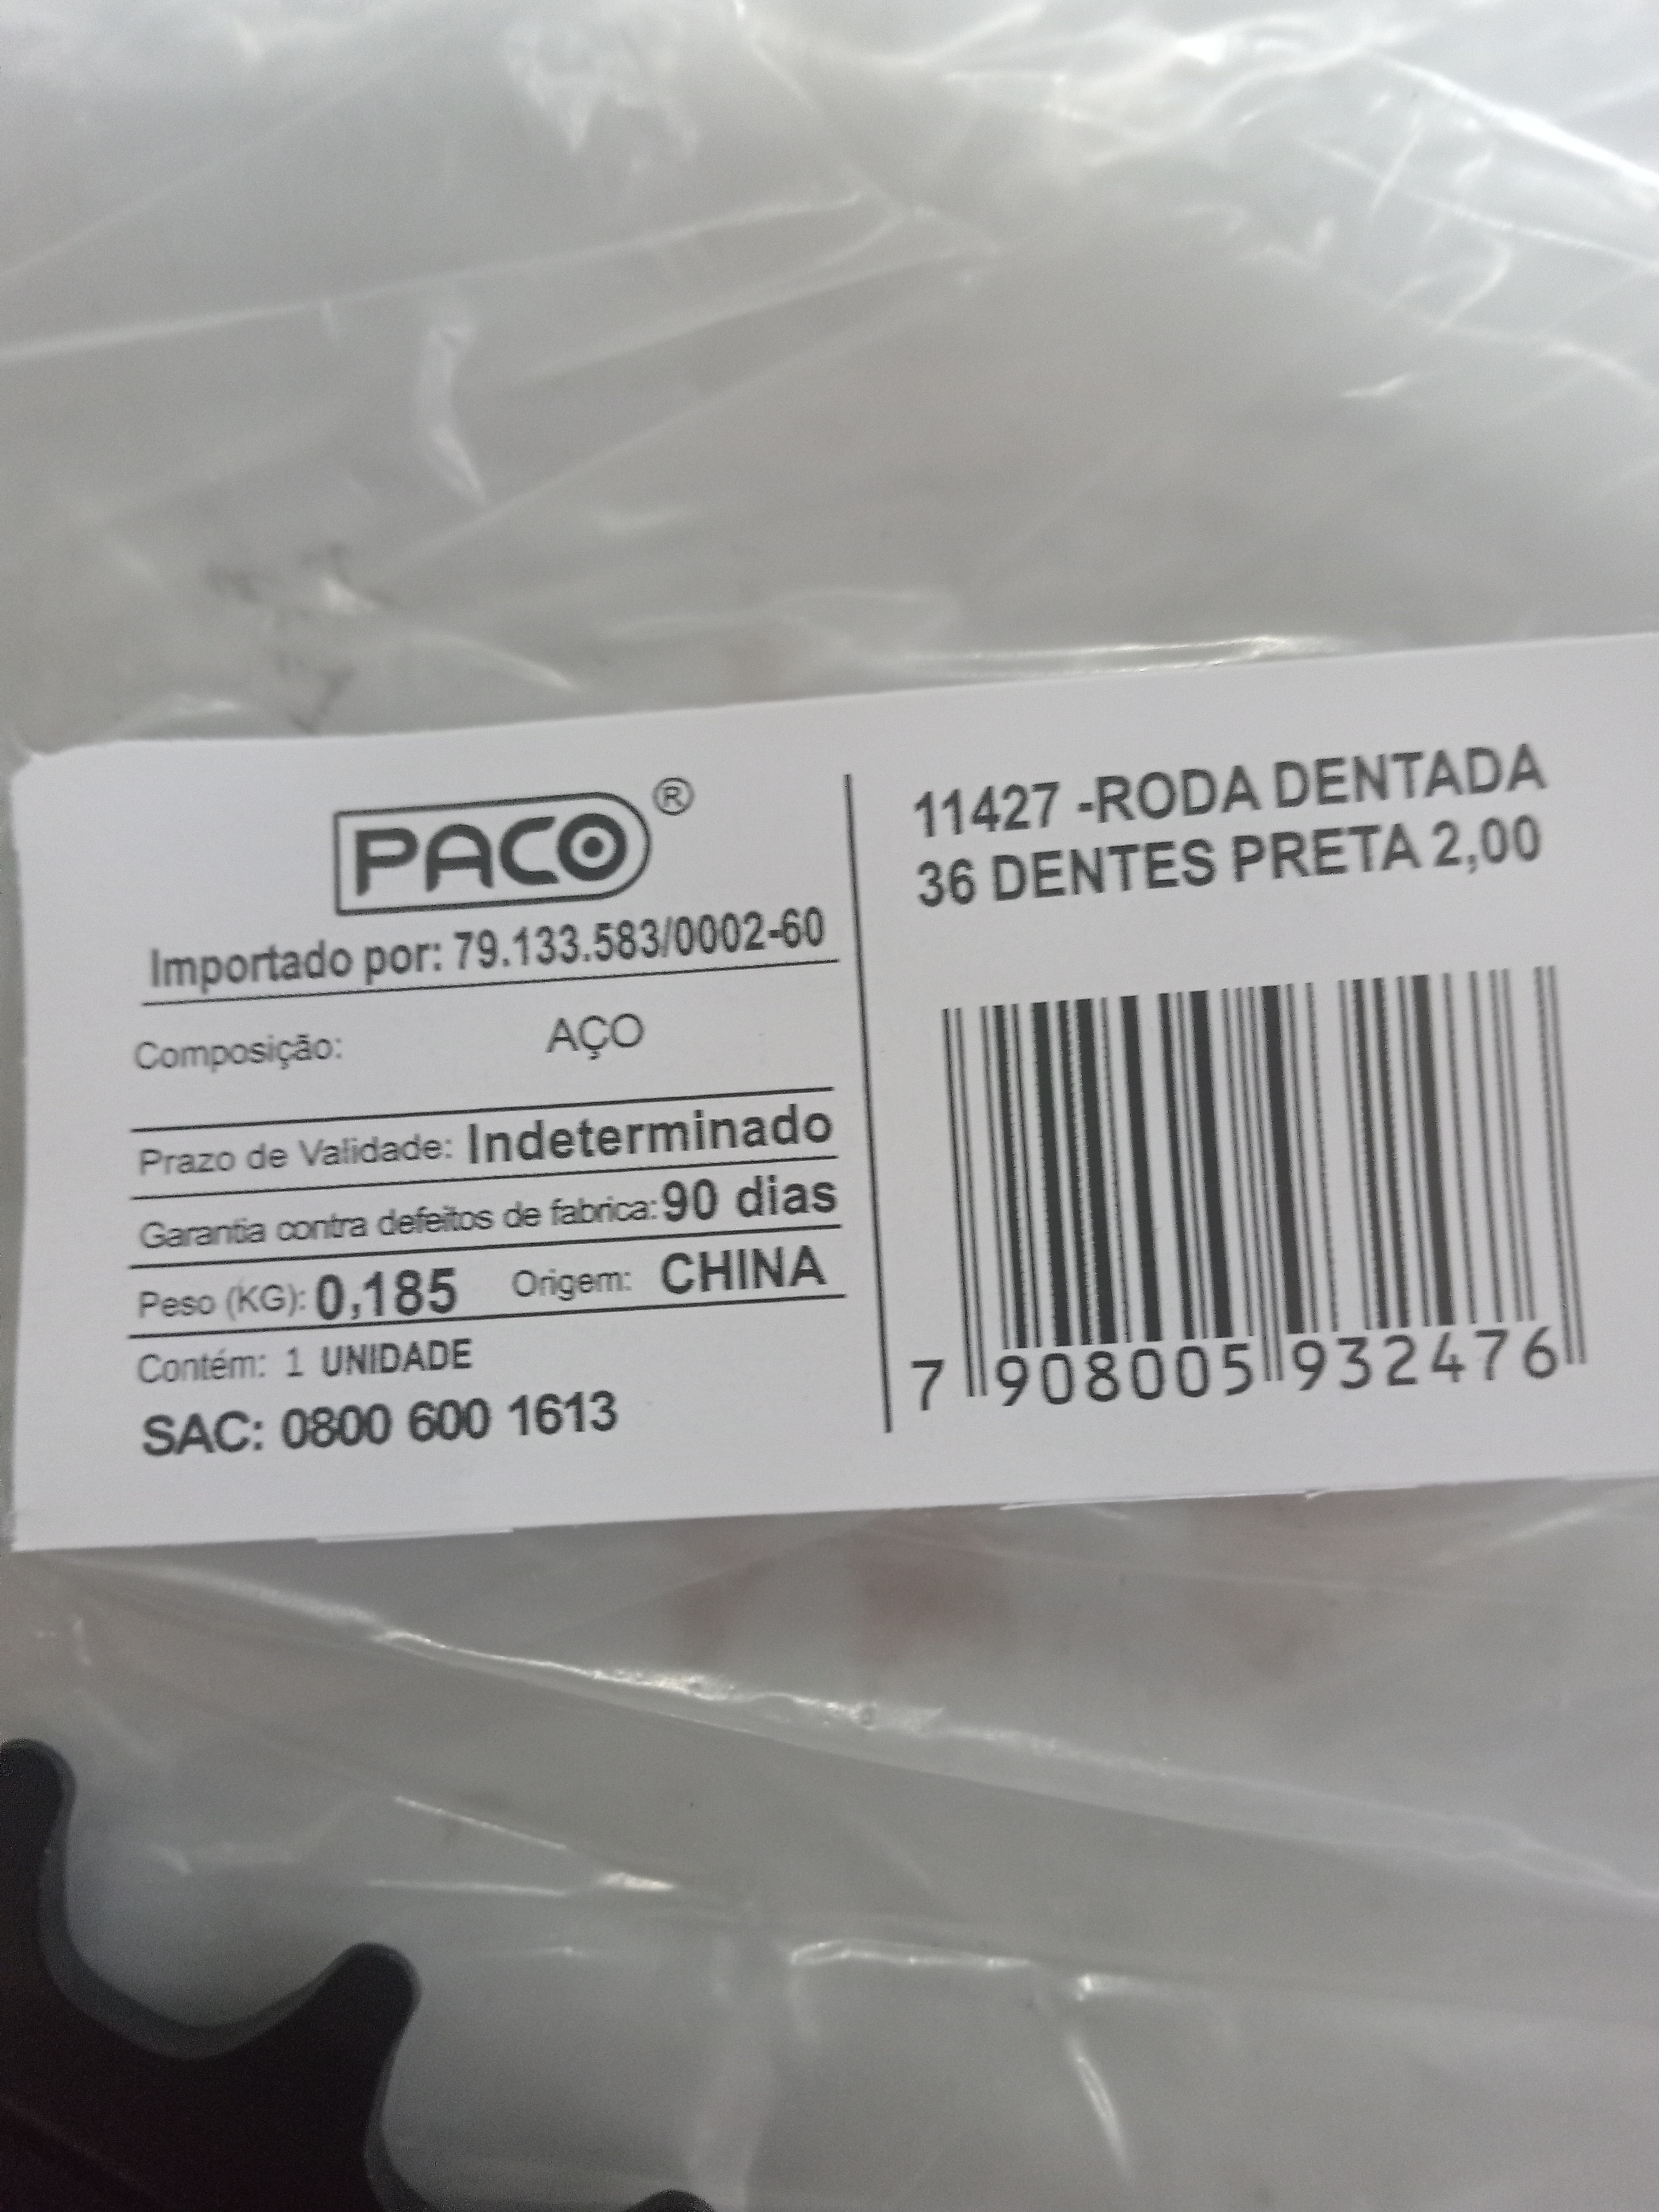 PACO®
Importado por: 79.133.583/0002-60
Composição: AÇO
Prazo de Validade: Indeterminado
Garantia contra defeitos de fabrica: 90 dias
Peso (KG): 0,185 Origem: CHINA
Contém: 1 UNIDADE
SAC: 0800 600 1613
11427 -RODA DENTADA
36 DENTES PRETA 2,00
7 908005 932476